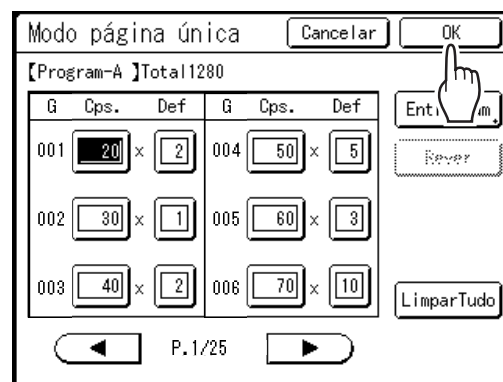 Modo página única Cancelar OK
【Program-A 】Total1280
G Cps. Def G Cps. Def
001 20 x 2 004 50 x 5
Rever
002 30 x 1 005 60 x 3
003 40 x 2 006 70 x 10
LimparTudo
P.1/25